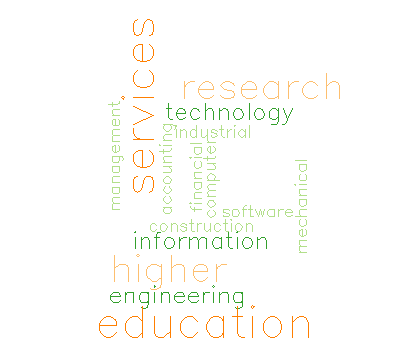 services
research
management
technology
industrial
accounting
financial
computer
mechanical
software
construction
information
higher
engineering
education